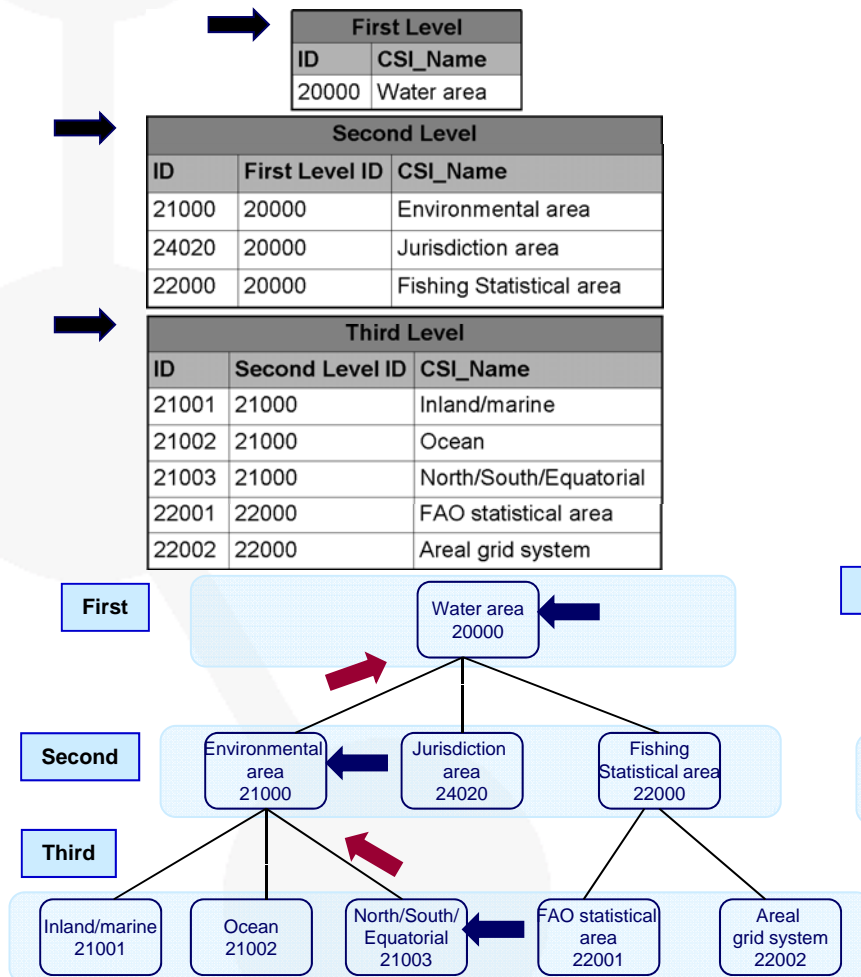 First Level
ID CSI_Name
20000 Water area
Second Level
ID First Level ID CSI_Name
21000 20000 Environmental area
24020 20000 Jurisdiction area
22000 20000 Fishing Statistical area
Third Level
ID Second Level ID CSI_Name
21001 21000 Inland/marine
21002 21000 Ocean
21003 21000 North/South/Equatorial
22001 22000 FAO statistical area
22002 22000 Areal grid system
First
Water area
20000
Second
Environmental
area
21000
Jurisdiction
area
24020
Fishing
Statistical area
22000
Third
Inland/marine
21001
Ocean
21002
North/South/
Equatorial
21003
FAO statistical
area
22001
Areal
grid system
22002